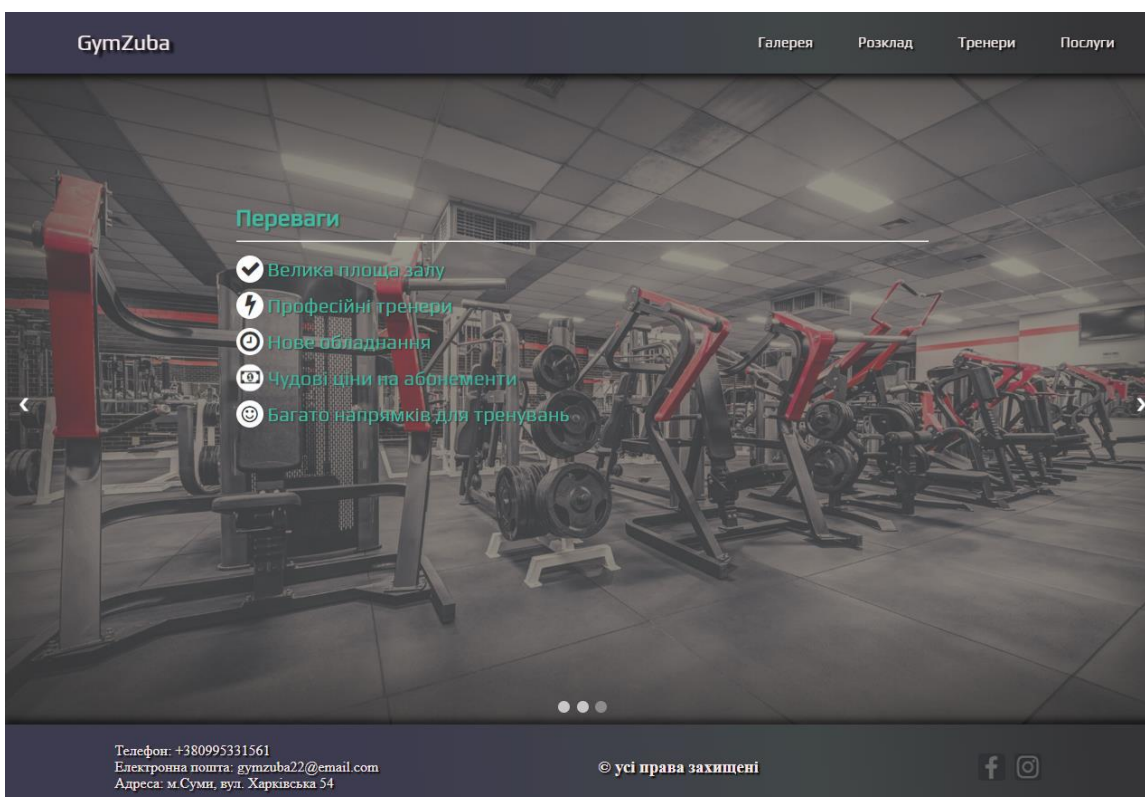 GymZuba
Галерея Розклад Тренери Послуги
Переваги
Велика площа залу
Професійні тренери
Нове обладнання
Чудові ціни на абонементи
Багато напрямків для тренувань
Телефон: +380995331561
Електронна пошта: gymzuba22@email.com
Адреса: м.Суми, вул. Харківська 54
© усі права захищені